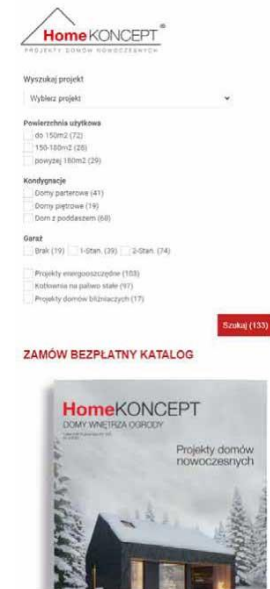 HomeKONCEPT®
PROJEKTY DOMÓW NOWOCZESNYCH
Wyszukaj projekt
Wybierz projekt
Powierzchnia użytkowa
do 150m2 (72)
150-180m2 (28)
powyżej 180m2 (29)
Kondygnacje
Domy parterowe (41)
Domy piętrowe (19)
Dom z poddaszem (68)
Garaż
Brak (19) 1-Stan. (39) 2-Stan. (74)
Projekty energooszczędne (103)
Kotłownia na paliwo stałe (97)
Projekty domów bliźniaczych (17)
Szukaj (133)
ZAMÓW BEZPŁATNY KATALOG
HomeKONCEPT
DOMY WNĘTRZA OGRODY
Projekty domów
nowoczesnych